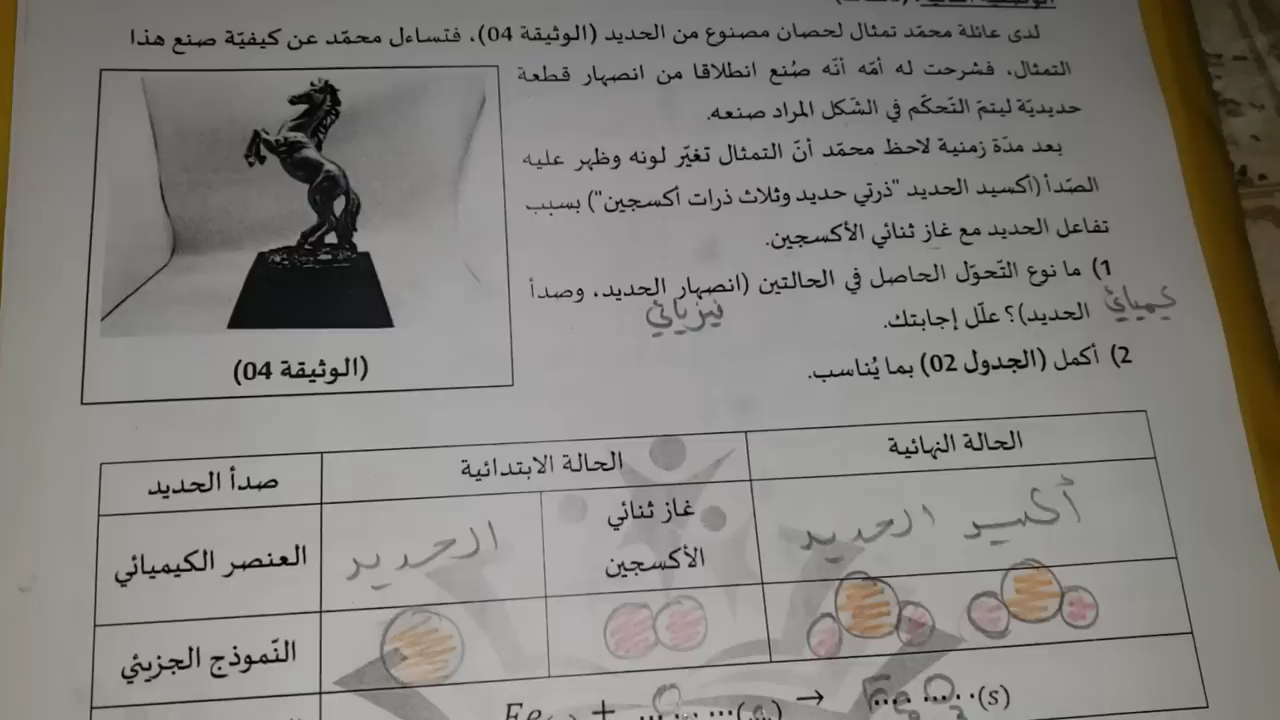 لدى عائلة محمّد تمثال لحصان مصنوع من الحديد (الوثيقة 04)، فتساءل محمّد عن كيفيّة صنع هذا
التمثال، فشرحت له أمّه أنّه صُنع انطلاقا من انصهار قطعة
حديديّة ليتمّ التّحكّم في الشّكل المراد صنعه.
بعد مدّة زمنية لاحظ محمّد أنّ التمثال تغيّر لونه وظهر عليه
الصّدأ (أكسيد الحديد "ذرتي حديد وثلاث ذرات أكسجين") بسبب
تفاعل الحديد مع غاز ثنائي الأكسجين.
1) ما نوع التّحوّل الحاصل في الحالتين (انصهار الحديد، وصدأ
الحديد)؟ علّل إجابتك.
كيميائي
فيزيائي
2) أكمل (الجدول 02) بما يُناسب.
(الوثيقة 04)
الحالة النهائية
الحالة الابتدائية
صدأ الحديد
أكسيد الحديد
غاز ثنائي
الأكسجين
الحديد
العنصر الكيميائي
النّموذج الجزيئي
Fe + O → Fe₂ O₃ (s)